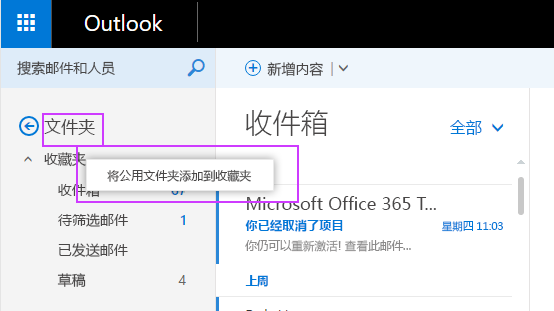 Outlook
搜索邮件和人员
新增内容
文件夹
收藏夹
将公用文件夹添加到收藏夹
收件箱 67
待筛选邮件 1
已发送邮件
草稿 4
收件箱
全部
Microsoft Office 365 T...
你已经取消了项目 星期四 11:03
你仍可以重新激活! 查看此邮件...
上周